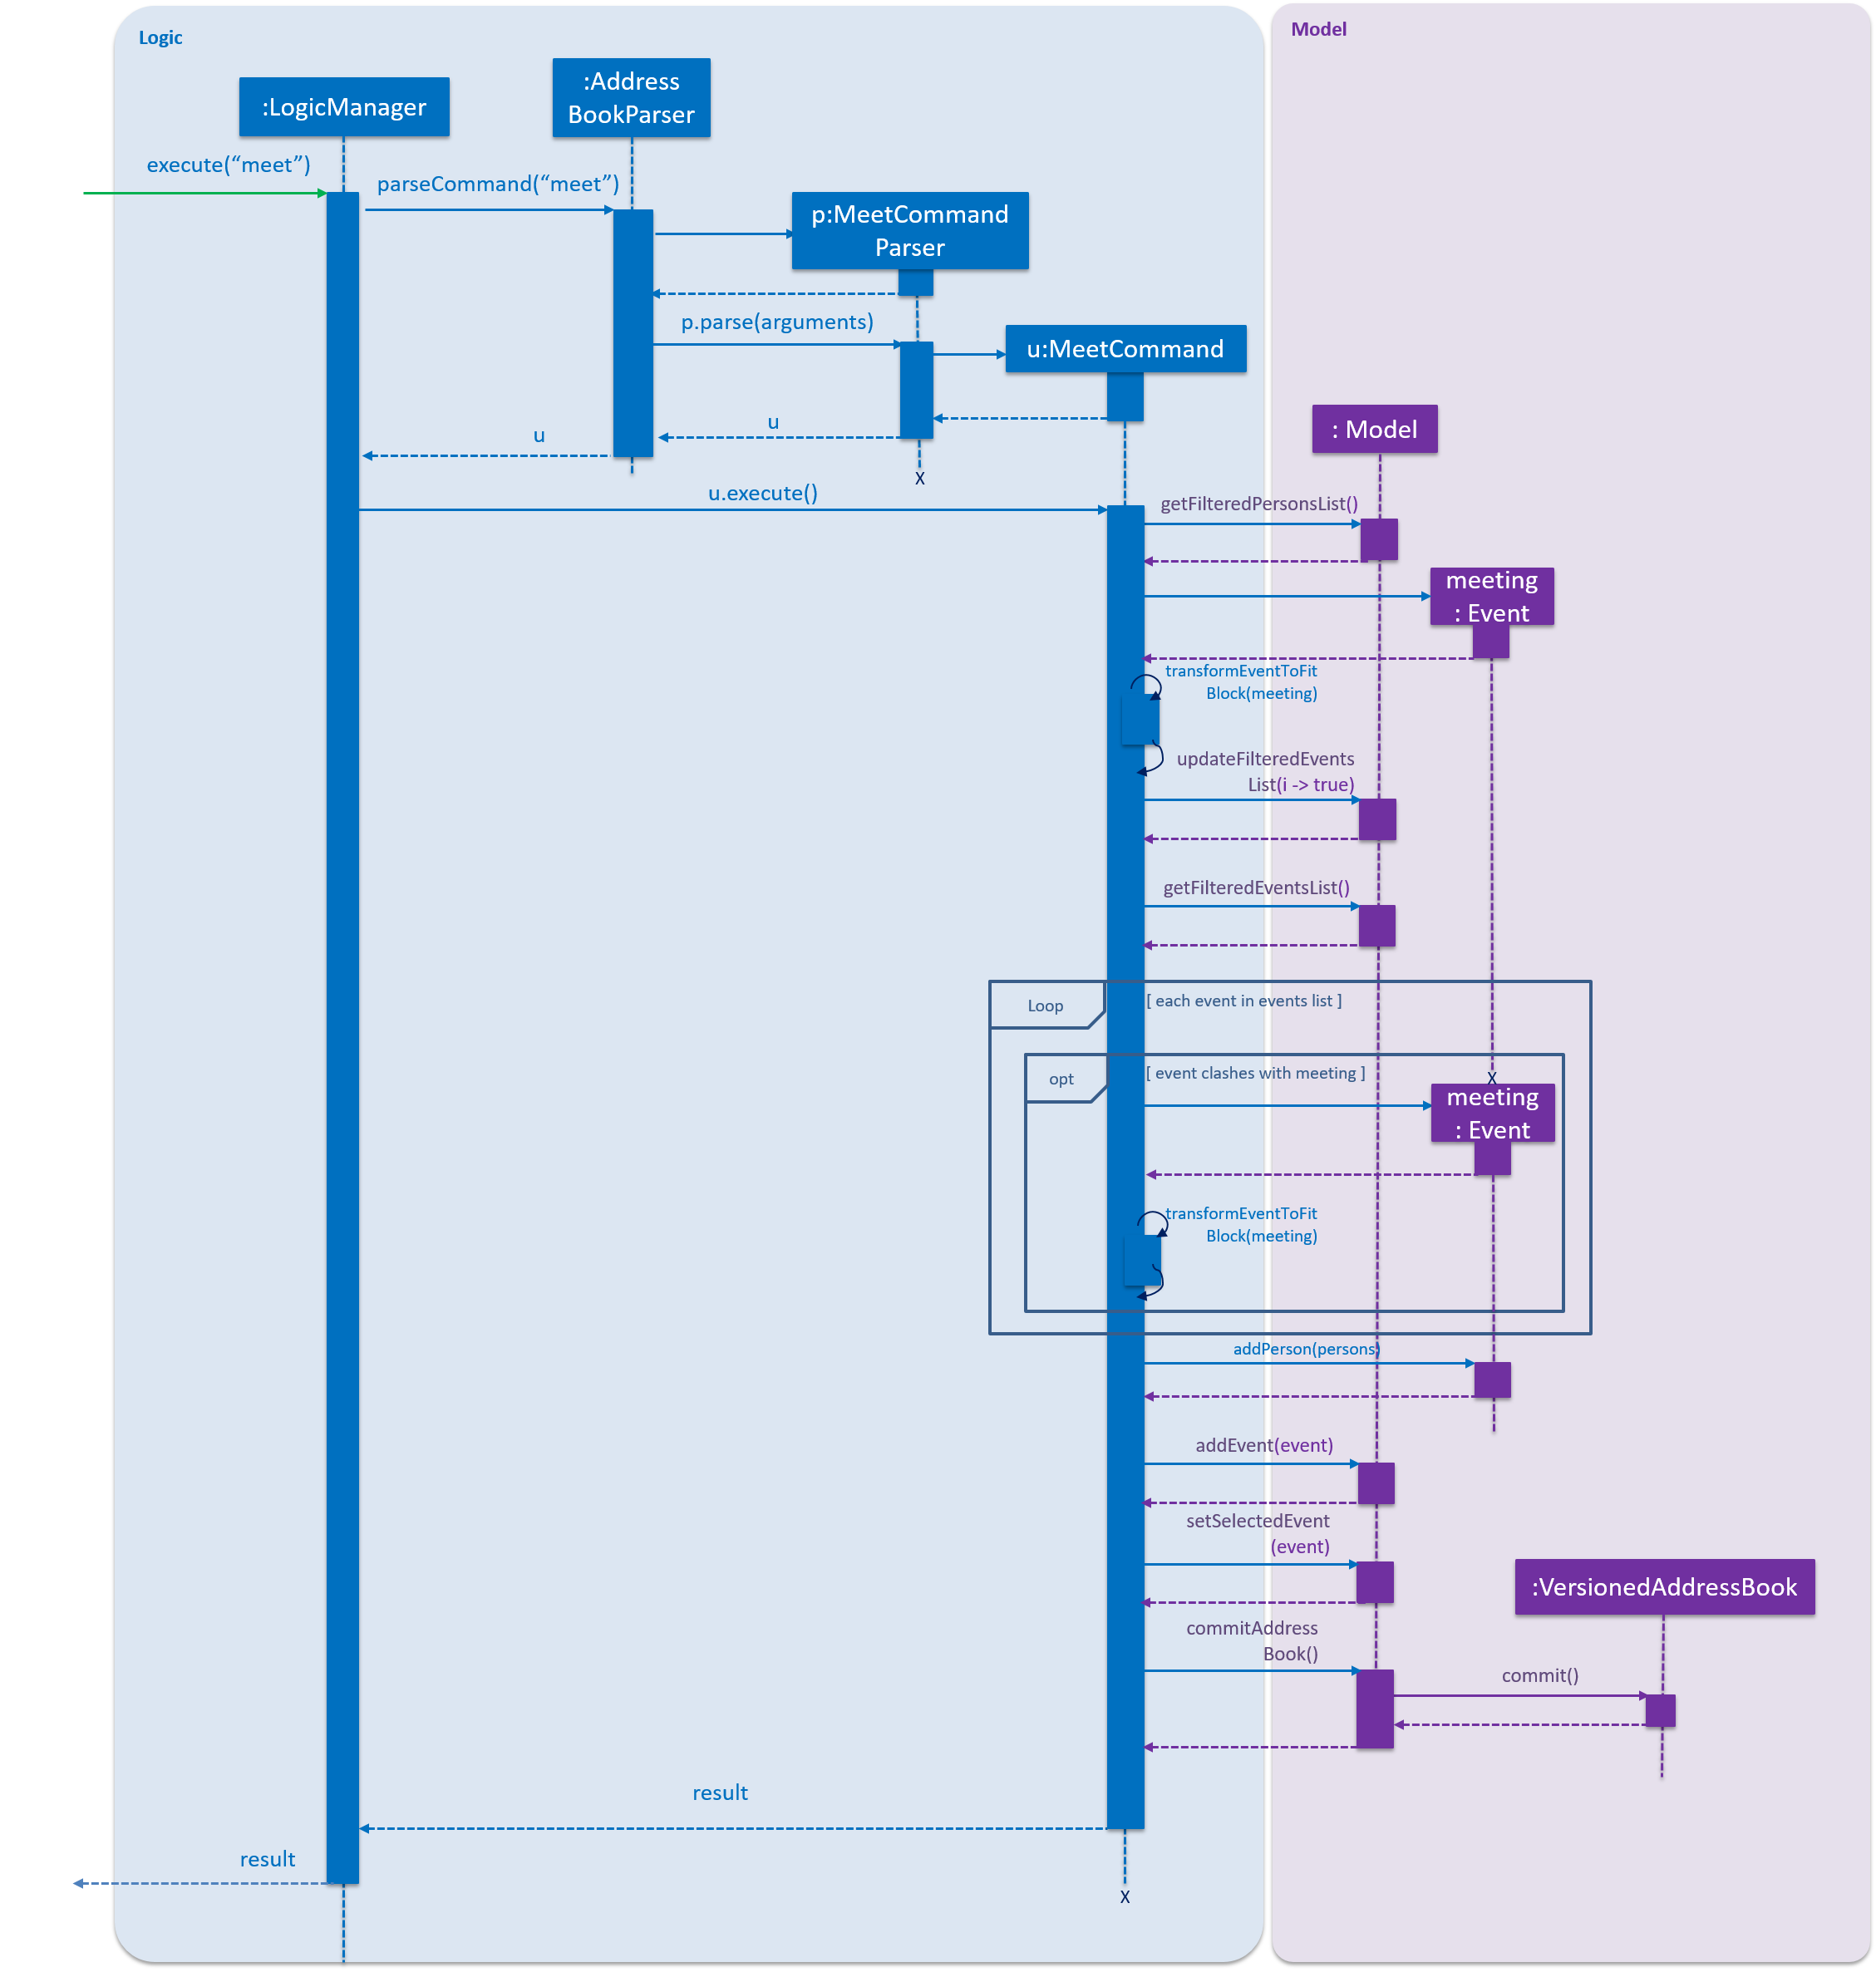 Logic
Model
:LogicManager
:Address
BookParser
execute(“meet”)
parseCommand(“meet”)
p:MeetCommand
Parser
p.parse(arguments)
u:MeetCommand
u
u
X
: Model
u.execute()
getFilteredPersonsList()
meeting
: Event
transformEventToFit
Block(meeting)
updateFilteredEvents
List(i -> true)
getFilteredEventsList()
Loop
[ each event in events list ]
opt
[ event clashes with meeting ]
X
meeting
: Event
transformEventToFit
Block(meeting)
addPerson(persons)
addEvent(event)
setSelectedEvent
(event)
:VersionedAddressBook
commitAddress
Book()
commit()
result
result
X